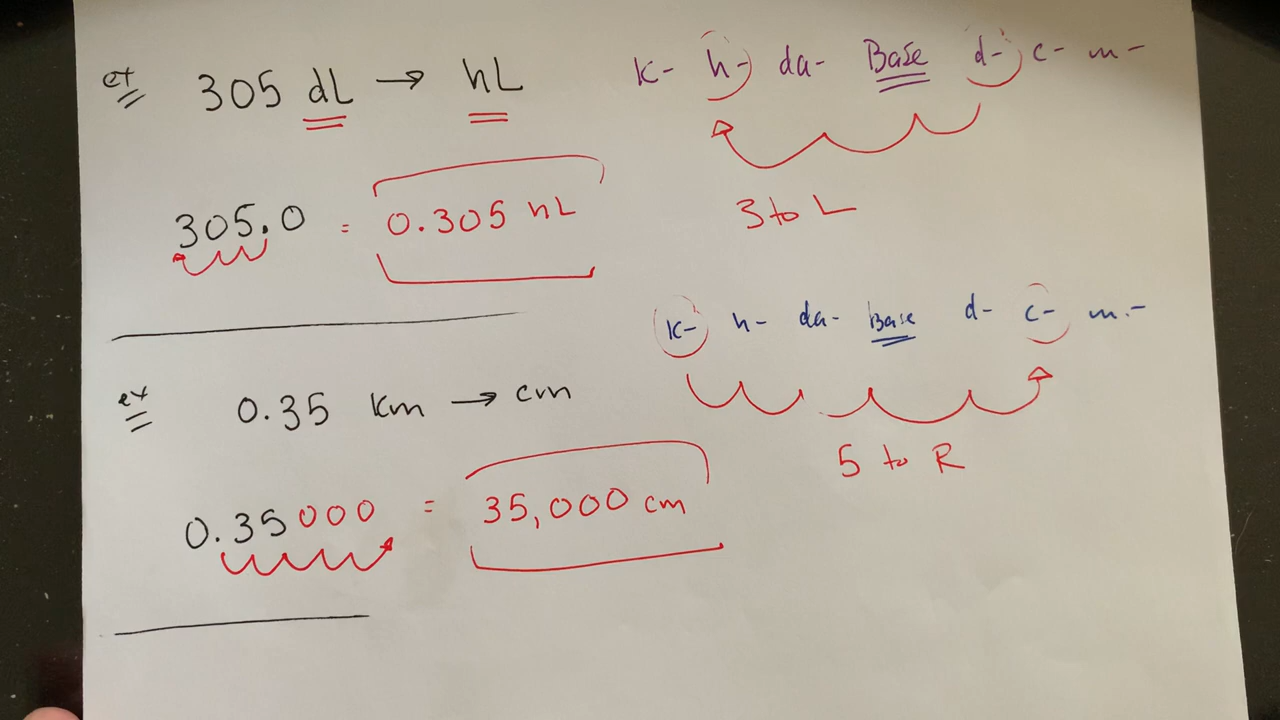 ex 305 dL → hL
K- h- da- Base d- c- m-
305.0 = 0.305 hL
3 to L
K- h- da- Base d- c- m-
ex 0.35 Km → cm
5 to R
0.35000 = 35,000 cm